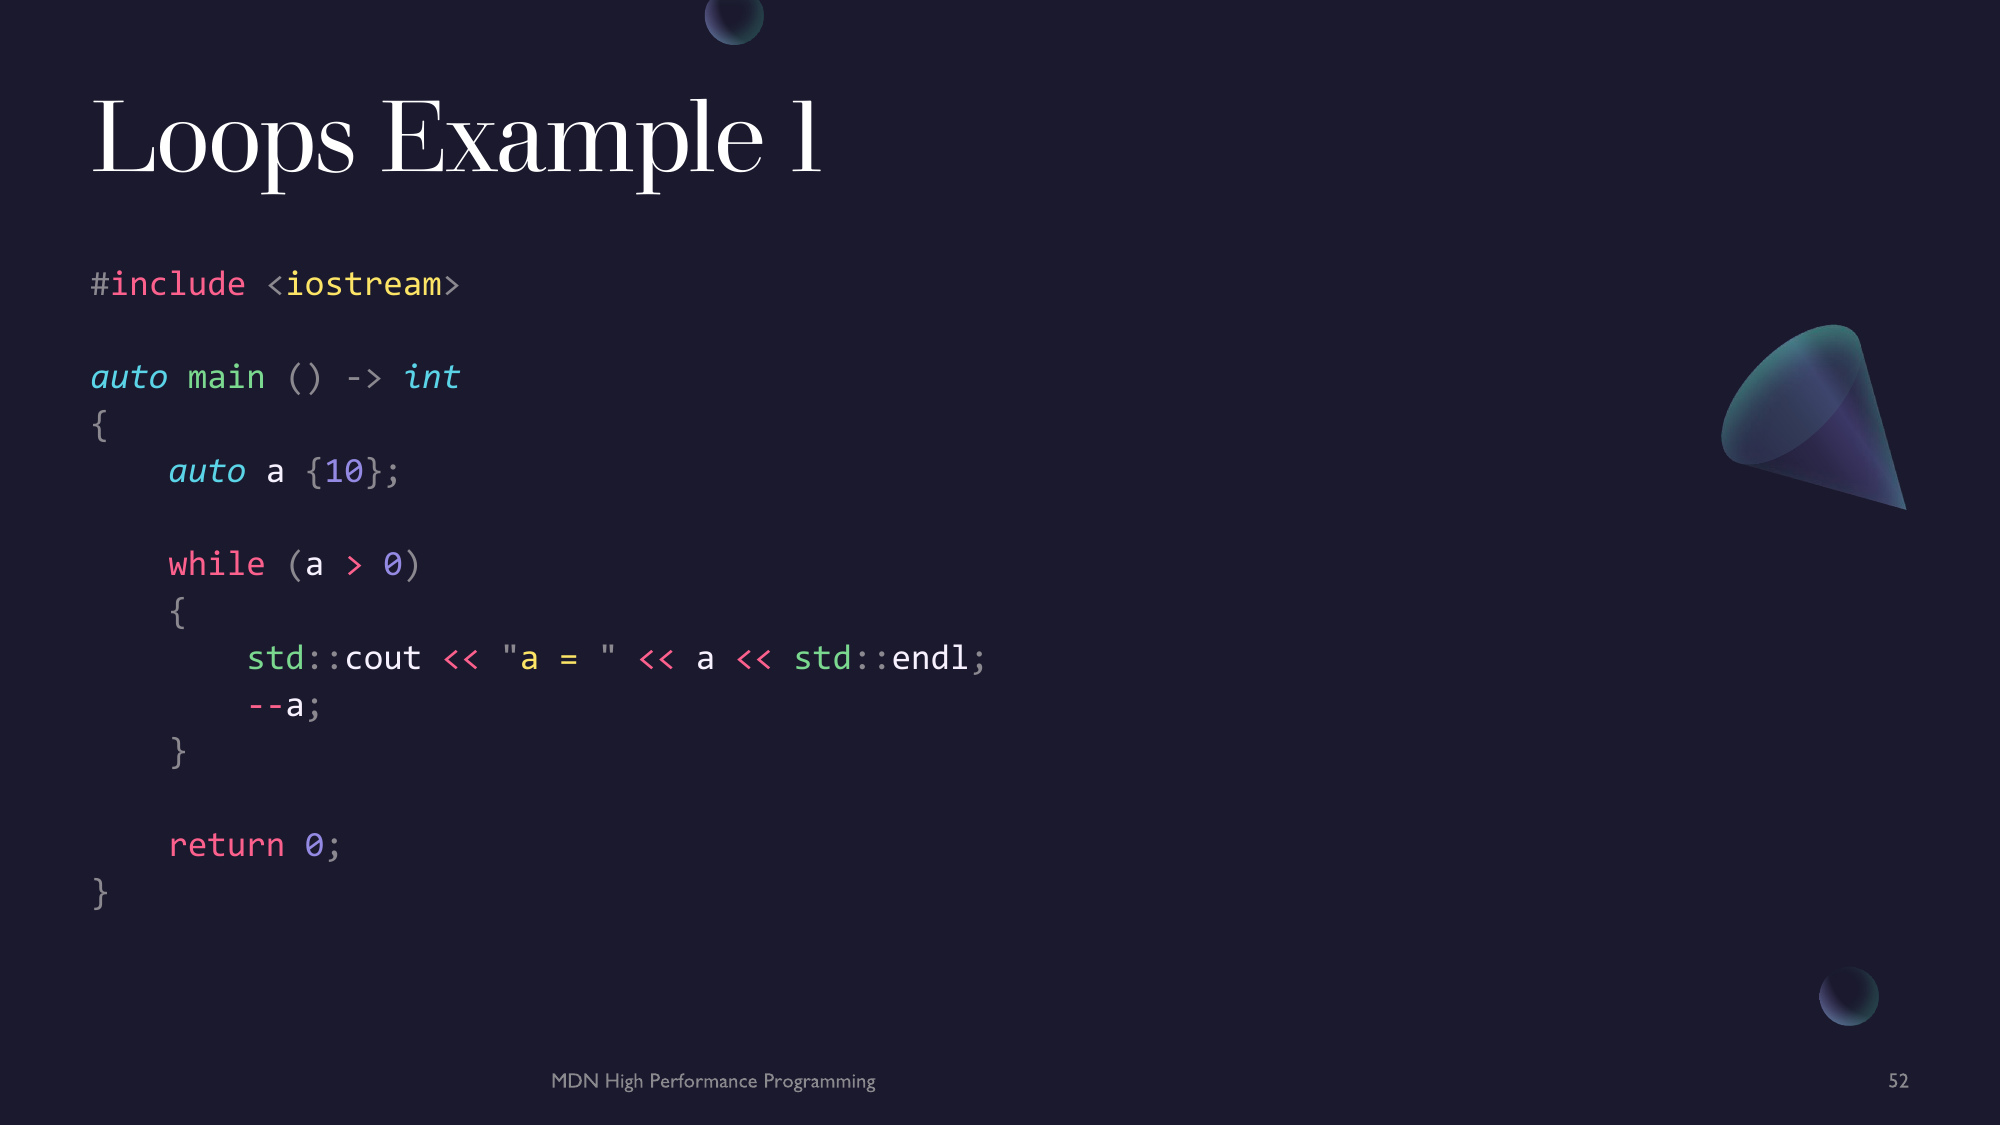 Loops Example 1
#include <iostream>
auto main () -> int
{
    auto a {10};
    while (a > 0)
    {
        std::cout << "a = " << a << std::endl;
        --a;
    }
    return 0;
}
MDN High Performance Programming
52